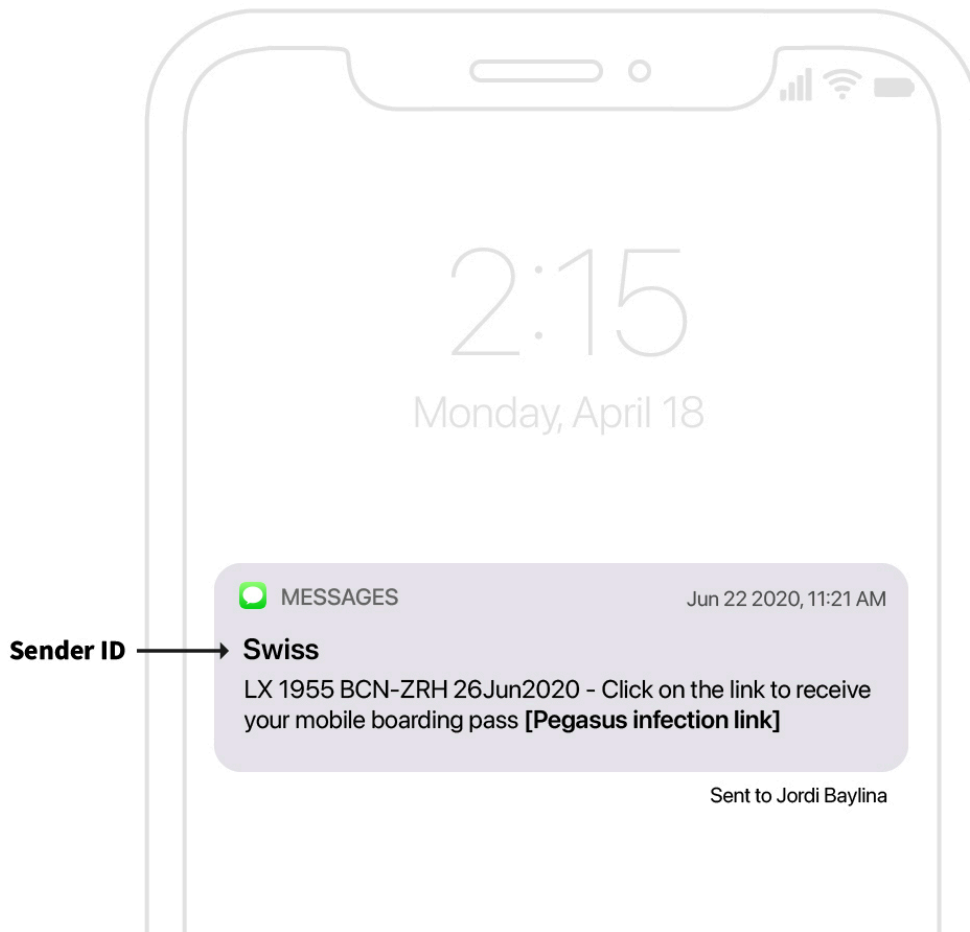 2:15
Monday, April 18
MESSAGES Jun 22 2020, 11:21 AM
Sender ID Swiss
LX 1955 BCN-ZRH 26Jun2020 - Click on the link to receive
your mobile boarding pass [Pegasus infection link]
Sent to Jordi Baylina